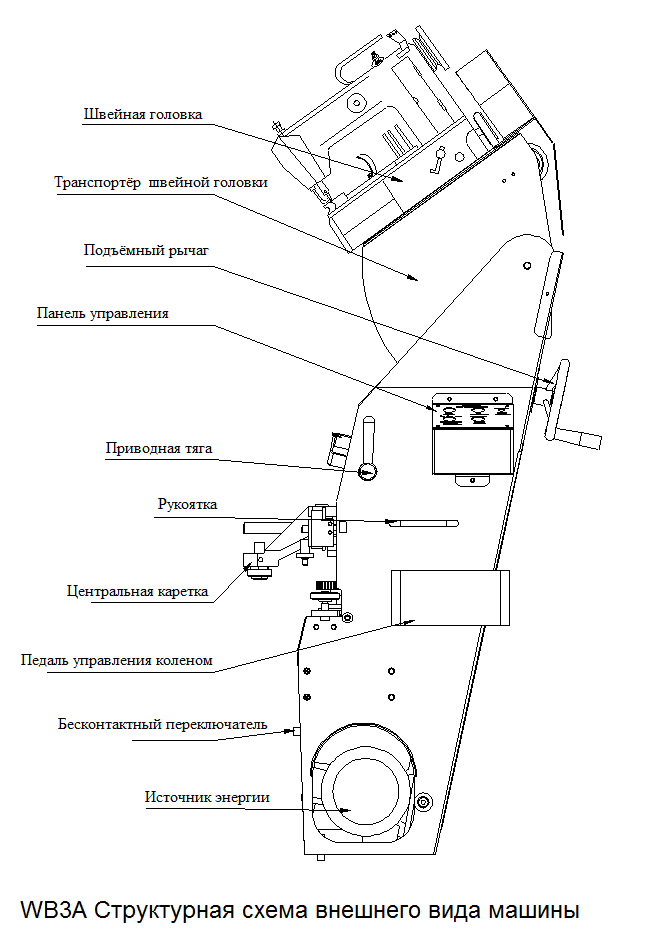 Швейная головка
Транспортёр швейной головки
Подъёмный рычаг
Панель управления
Приводная тяга
Рукоятка
Центральная каретка
Педаль управления коленом
Бесконтактный переключатель
Источник энергии
WB3A Структурная схема внешнего вида машины